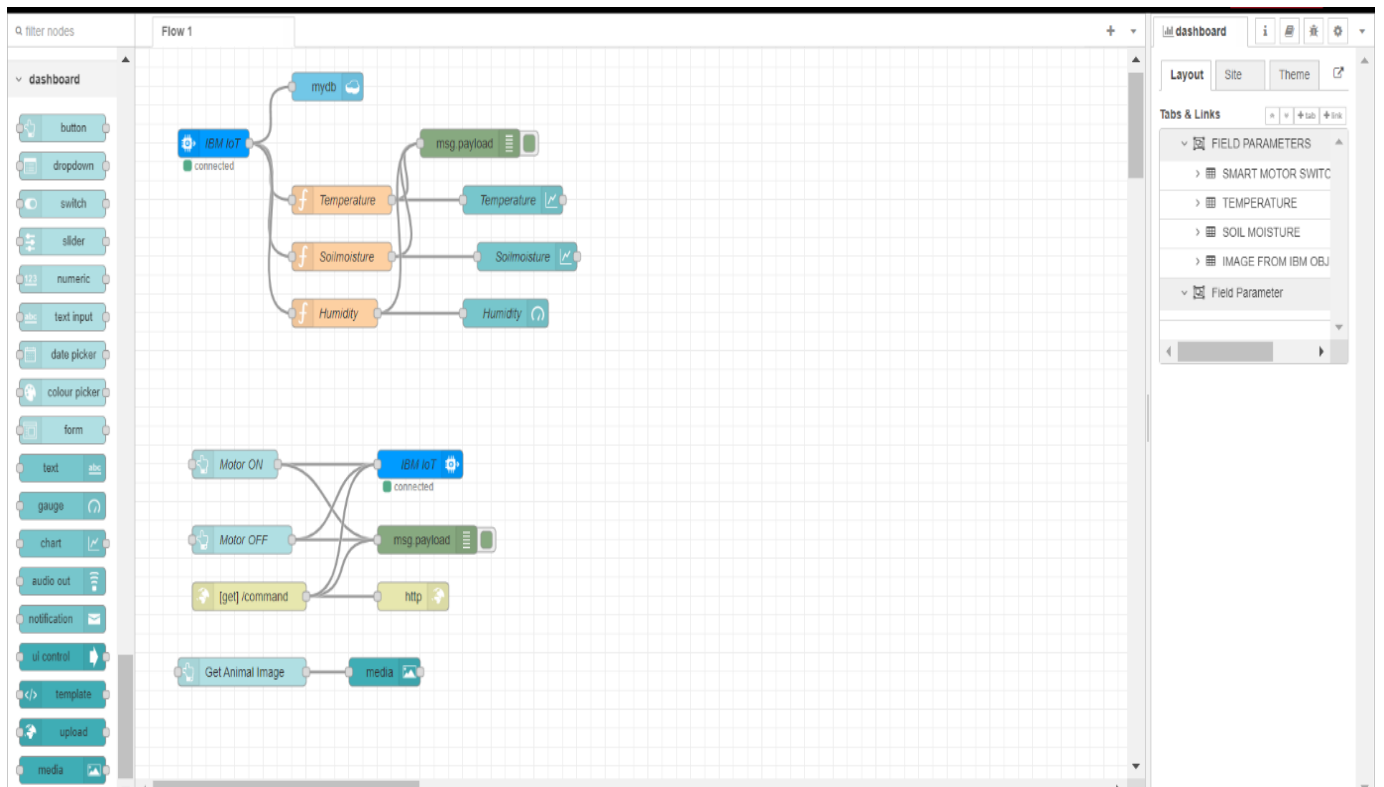 filter nodes
dashboard
button
dropdown
switch
slider
123 numeric
abc text input
date picker
colour picker
form
text abc
gauge
chart
audio out
notification
ui control
</> template
upload
media
Flow 1
mydb
IBM IoT
connected
msg.payload
f Temperature
Temperature
f Soilmoisture
Soilmoisture
f Humidity
Humidity
Motor ON
IBM IoT
connected
Motor OFF
msg.payload
[get] /command
http
Get Animal Image
media
dashboard
i
Layout
Site
Theme
Tabs & Links
+ tab
+ link
FIELD PARAMETERS
SMART MOTOR SWITC
TEMPERATURE
SOIL MOISTURE
IMAGE FROM IBM OBJ
Field Parameter